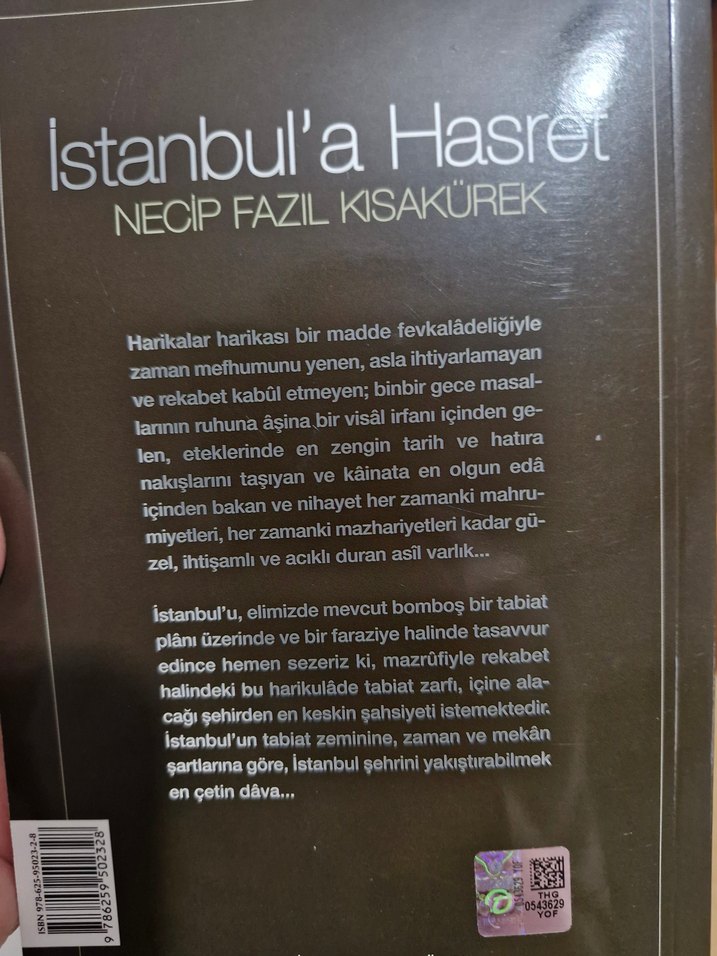 İstanbul'a Hasret
NECİP FAZIL KISAKÜREK
Harikalar harikası bir madde fevkalâdeliğiyle
zaman mefhumunu yenen, asla ihtiyarlamayan
ve rekabet kabûl etmeyen; binbir gece masal-
larının ruhuna âşina bir visâl irfanı içinden ge-
len, eteklerinde en zengin tarih ve hatıra
nakışlarını taşıyan ve kâinata en olgun edâ
içinden bakan ve nihayet her zamanki mahru-
miyetleri, her zamanki mazhariyetleri kadar gü-
zel, ihtişamlı ve acıklı duran asîl varlık...
İstanbul'u, elimizde mevcut bomboş bir tabiat
plânı üzerinde ve bir faraziye halinde tasavvur
edince hemen sezeriz ki, mazrûfiyle rekabet
halindeki bu harikulâde tabiat zarfı, içine ala-
cağı şehirden en keskin şahsiyeti istemektedir.
İstanbul'un tabiat zeminine, zaman ve mekân
şartlarına göre, İstanbul şehrini yakıştırabilmek
en çetin dâva...
ISBN 978-625-95023-2-8
9 786259 502328
0543629 YOF
THG
0543629
YOF